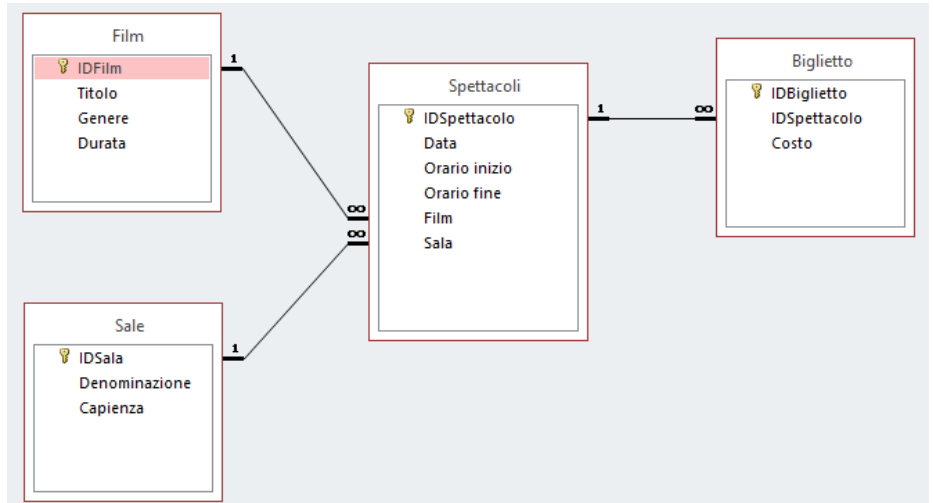 Film
IDFilm
Titolo
Genere
Durata
1
∞
Spettacoli
IDSpettacolo
Data
Orario inizio
Orario fine
Film
Sala
1
∞
Biglietto
IDBiglietto
IDSpettacolo
Costo
Sale
IDSala
Denominazione
Capienza
1
∞